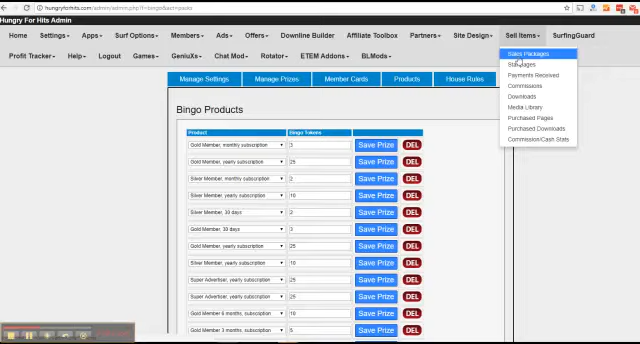 hungryforhits.com/admin/admin.php?f=bingo&act=pauto
Hungry For Hits Admin
Home Settings Apps Surf Options Members Ads Offers Downline Builder Affiliate Toolbox Partners Site Design Sell Items SurfingGuard
Profit Tracker Help Logout Games GeniuXs Chat Mod Rotator ETEM Addons BLMods
Sales Packages
Payments Received
Commissions
Downloads
Media Library
Purchased Pages
Purchased Downloads
Commission/Cash Stats
Manage Settings Manage Prizes Member Cards Products House Rules
Bingo Products
Product Bingo Tokens
Gold Member, monthly subscription 3 Save Prize DEL
Gold Member, yearly subscription 25 Save Prize DEL
Silver Member, monthly subscription 2 Save Prize DEL
Silver Member, yearly subscription 10 Save Prize DEL
Silver Member, 30 days 2 Save Prize DEL
Gold Member, 30 days 3 Save Prize DEL
Gold Member, yearly subscription 25 Save Prize DEL
Silver Member, yearly subscription 10 Save Prize DEL
Super Advertiser, yearly subscription 25 Save Prize DEL
Super Advertiser, yearly subscription 25 Save Prize DEL
Gold Member 6 months, subscription 10 Save Prize DEL
Gold Member 3 months, subscription 5 Save Prize DEL